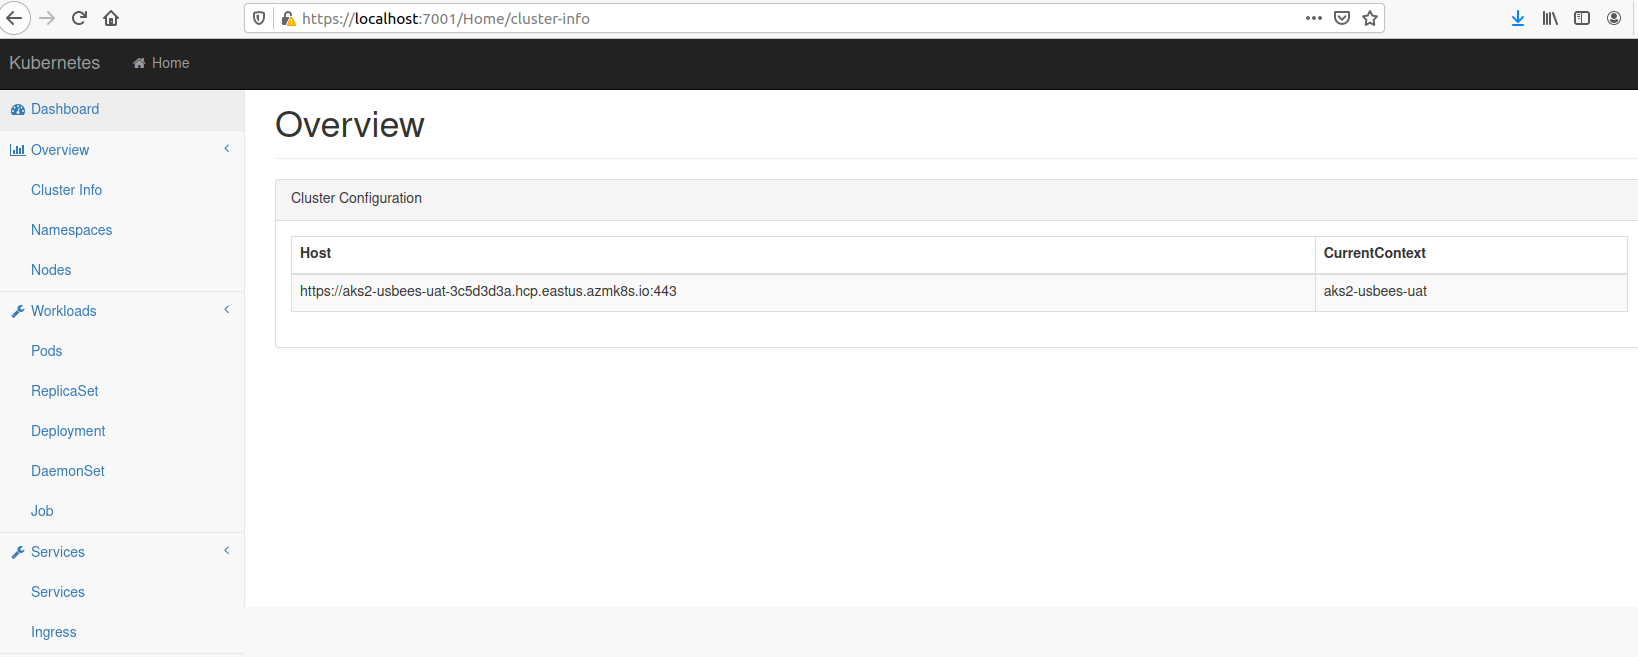 https://localhost:7001/Home/cluster-info
Kubernetes Home
Dashboard
Overview
Cluster Info
Namespaces
Nodes
Workloads
Pods
ReplicaSet
Deployment
DaemonSet
Job
Services
Services
Ingress
Overview
Cluster Configuration
Host CurrentContext
https://aks2-usbees-uat-3c5d3d3a.hcp.eastus.azmk8s.io:443 aks2-usbees-uat